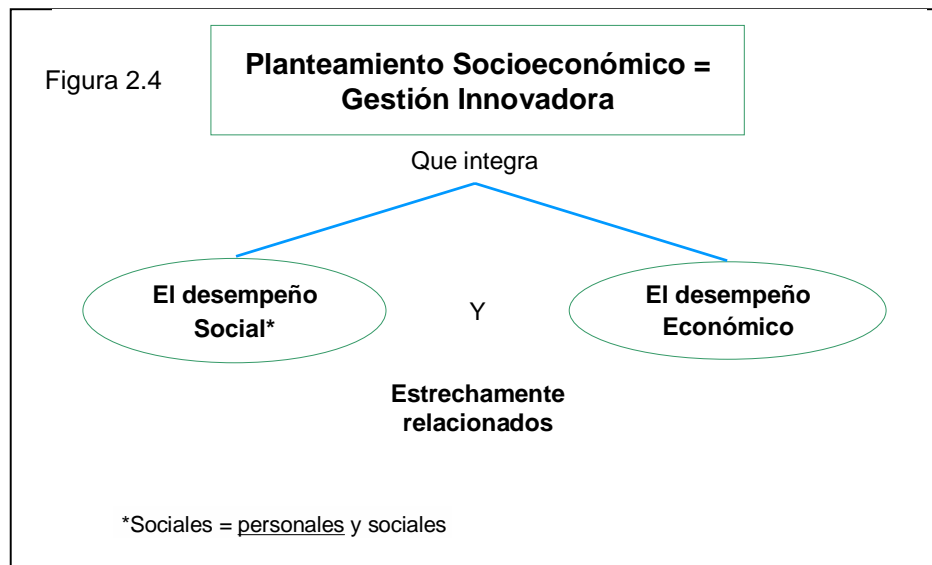 Figura 2.4
Planteamiento Socioeconómico =
Gestión Innovadora
Que integra
El desempeño
Social*
Y
El desempeño
Económico
Estrechamente
relacionados
*Sociales = personales y sociales